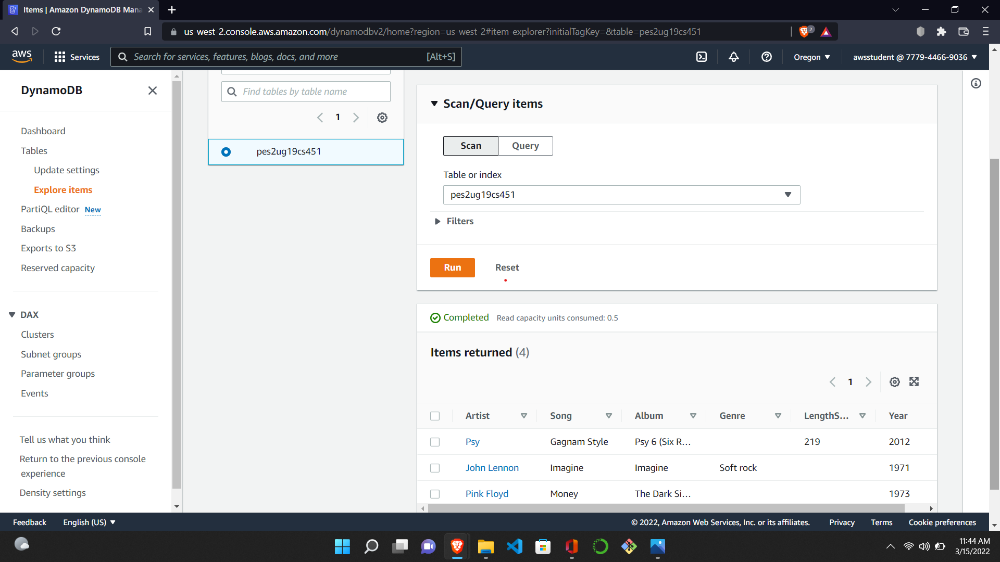 Items | Amazon DynamoDB Mana
us-west-2.console.aws.amazon.com/dynamodbv2/home?region=us-west-2#item-explorer?initialTagKey=&table=pes2ug19cs451
2
aws
Services
Search for services, features, blogs, docs, and more
[Alt+S]
Oregon
awsstudent @ 7779-4466-9036
DynamoDB
Dashboard
Tables
Update settings
Explore items
PartiQL editor New
Backups
Exports to S3
Reserved capacity
DAX
Clusters
Subnet groups
Parameter groups
Events
Tell us what you think
Return to the previous console
experience
Density settings
Find tables by table name
1
pes2ug19cs451
Scan/Query items
Scan Query
Table or index
pes2ug19cs451
Filters
Run Reset
Completed Read capacity units consumed: 0.5
Items returned (4)
1
Artist Song Album Genre LengthS... Year
Psy Gagnam Style Psy 6 (Six R... 219 2012
John Lennon Imagine Imagine Soft rock 1971
Pink Floyd Money The Dark Si... 1973
Feedback English (US) © 2022, Amazon Web Services, Inc. or its affiliates. Privacy Terms Cookie preferences
11:44 AM
3/15/2022